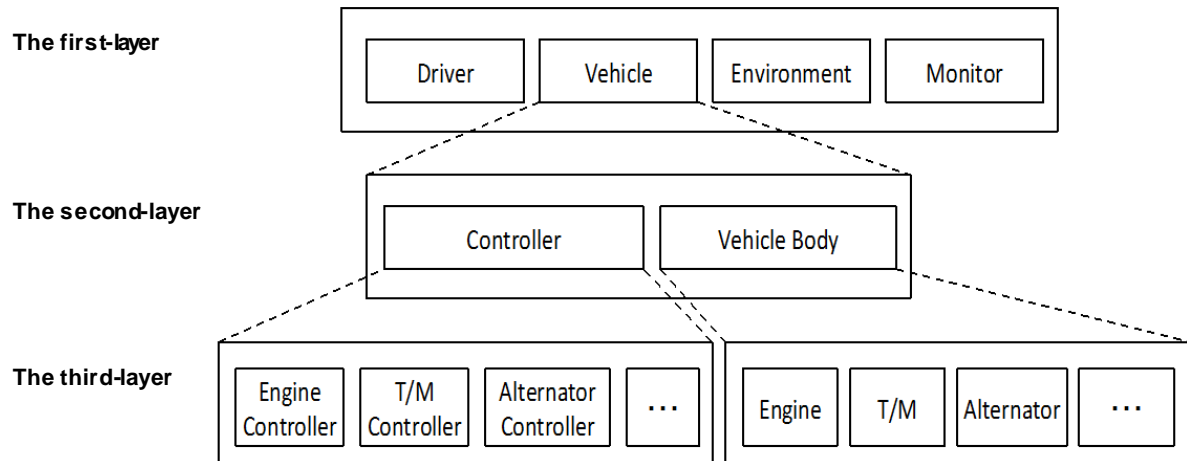 The first-layer
Driver
Vehicle
Environment
Monitor
The second-layer
Controller
Vehicle Body
The third-layer
Engine
Controller
T/M
Controller
Alternator
Controller
...
Engine
T/M
Alternator
...